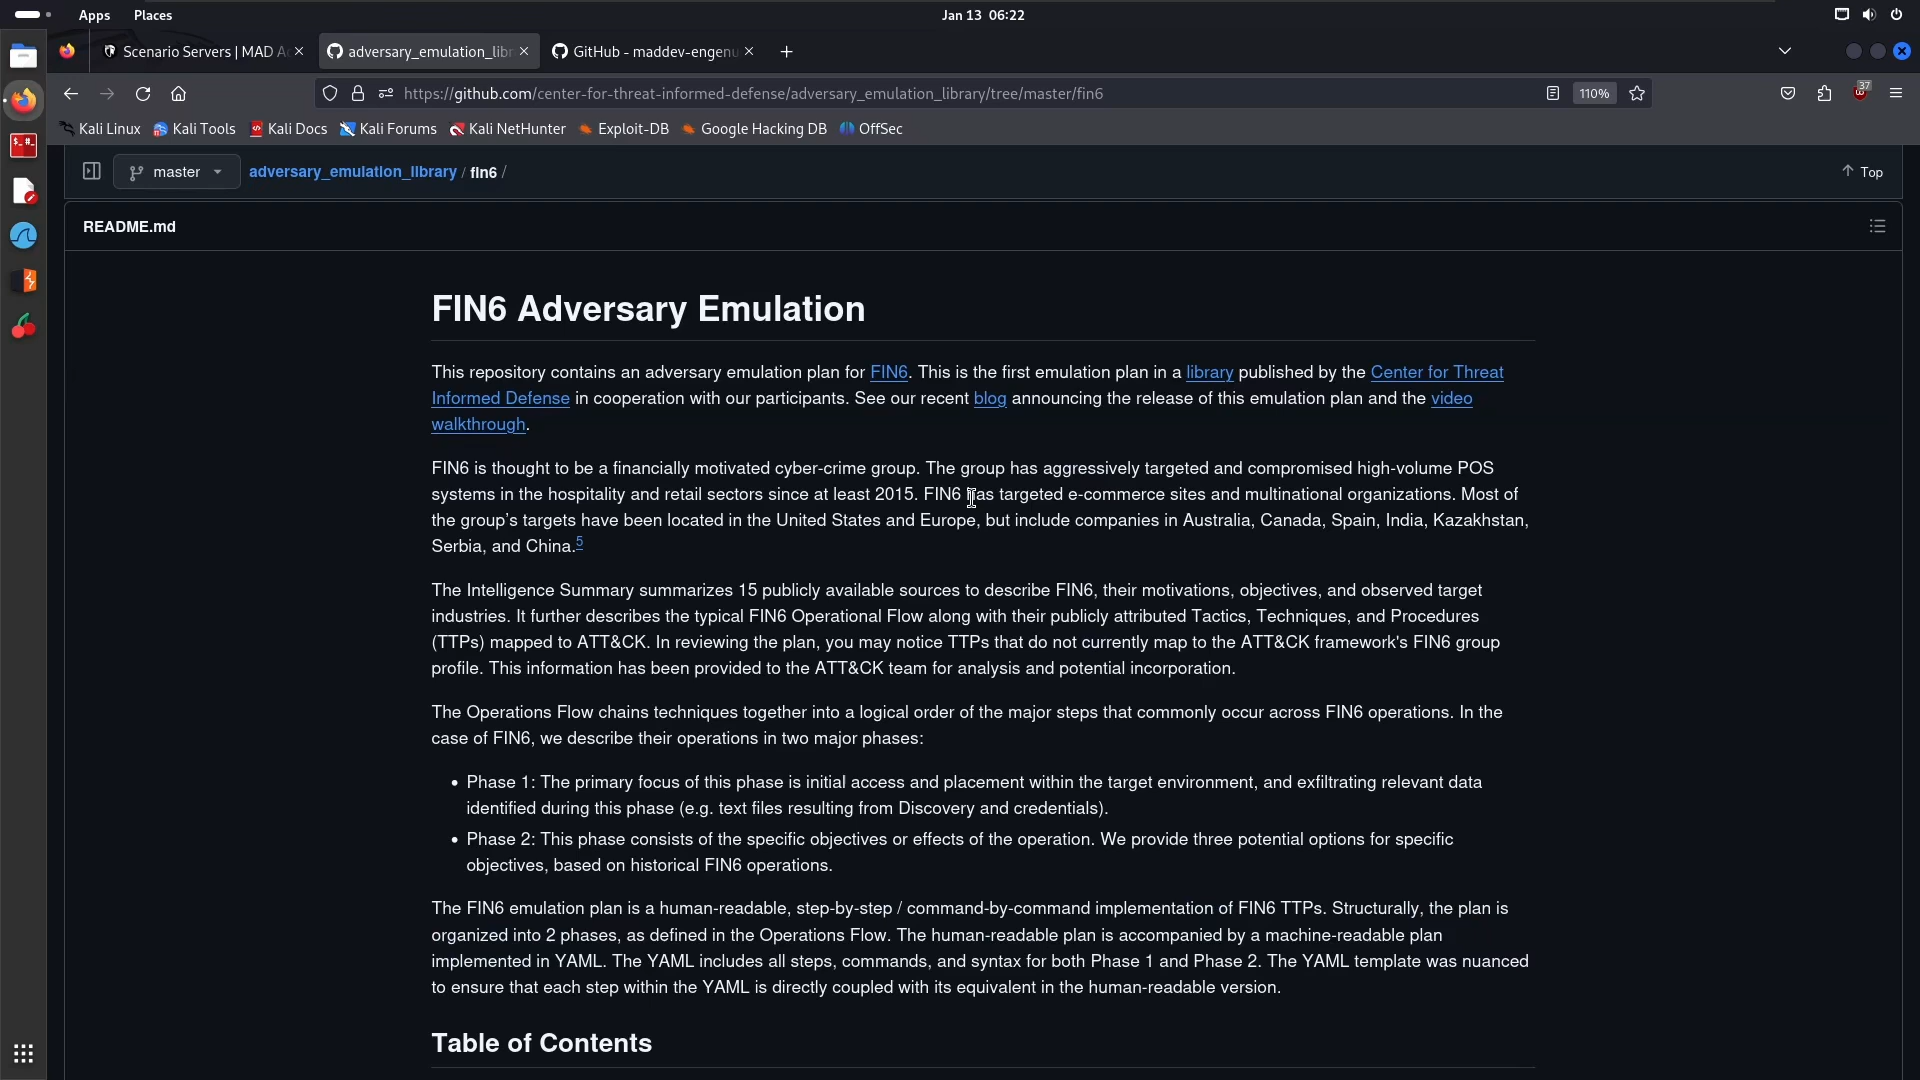 Apps Places Jan 13 06:22
Scenario Servers | MAD A adversary_emulation_libr GitHub - maddev-engenu
https://github.com/center-for-threat-informed-defense/adversary_emulation_library/tree/master/fin6 110% 37
Kali Linux Kali Tools Kali Docs Kali Forums Kali NetHunter Exploit-DB Google Hacking DB OffSec
master adversary_emulation_library / fin6 / Top
README.md
FIN6 Adversary Emulation
This repository contains an adversary emulation plan for FIN6. This is the first emulation plan in a library published by the Center for Threat
Informed Defense in cooperation with our participants. See our recent blog announcing the release of this emulation plan and the video
walkthrough.
FIN6 is thought to be a financially motivated cyber-crime group. The group has aggressively targeted and compromised high-volume POS
systems in the hospitality and retail sectors since at least 2015. FIN6 has targeted e-commerce sites and multinational organizations. Most of
the group's targets have been located in the United States and Europe, but include companies in Australia, Canada, Spain, India, Kazakhstan,
Serbia, and China.5
The Intelligence Summary summarizes 15 publicly available sources to describe FIN6, their motivations, objectives, and observed target
industries. It further describes the typical FIN6 Operational Flow along with their publicly attributed Tactics, Techniques, and Procedures
(TTPs) mapped to ATT&CK. In reviewing the plan, you may notice TTPs that do not currently map to the ATT&CK framework's FIN6 group
profile. This information has been provided to the ATT&CK team for analysis and potential incorporation.
The Operations Flow chains techniques together into a logical order of the major steps that commonly occur across FIN6 operations. In the
case of FIN6, we describe their operations in two major phases:
• Phase 1: The primary focus of this phase is initial access and placement within the target environment, and exfiltrating relevant data
identified during this phase (e.g. text files resulting from Discovery and credentials).
• Phase 2: This phase consists of the specific objectives or effects of the operation. We provide three potential options for specific
objectives, based on historical FIN6 operations.
The FIN6 emulation plan is a human-readable, step-by-step / command-by-command implementation of FIN6 TTPs. Structurally, the plan is
organized into 2 phases, as defined in the Operations Flow. The human-readable plan is accompanied by a machine-readable plan
implemented in YAML. The YAML includes all steps, commands, and syntax for both Phase 1 and Phase 2. The YAML template was nuanced
to ensure that each step within the YAML is directly coupled with its equivalent in the human-readable version.
Table of Contents